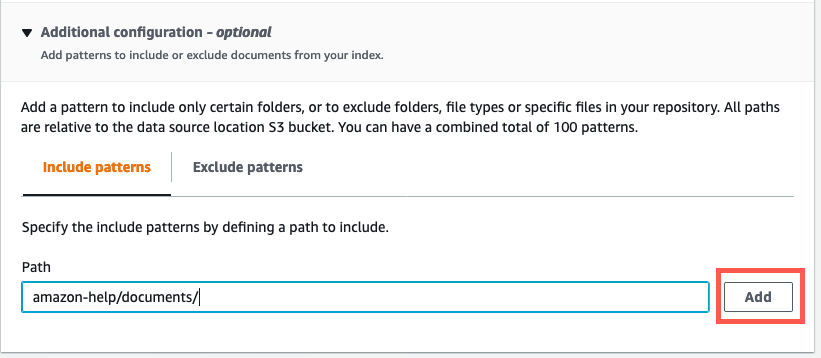 Additional configuration - optional
Add patterns to include or exclude documents from your index.
Add a pattern to include only certain folders, or to exclude folders, file types or specific files in your repository. All paths
are relative to the data source location S3 bucket. You can have a combined total of 100 patterns.
Include patterns Exclude patterns
Specify the include patterns by defining a path to include.
Path
amazon-help/documents/ Add